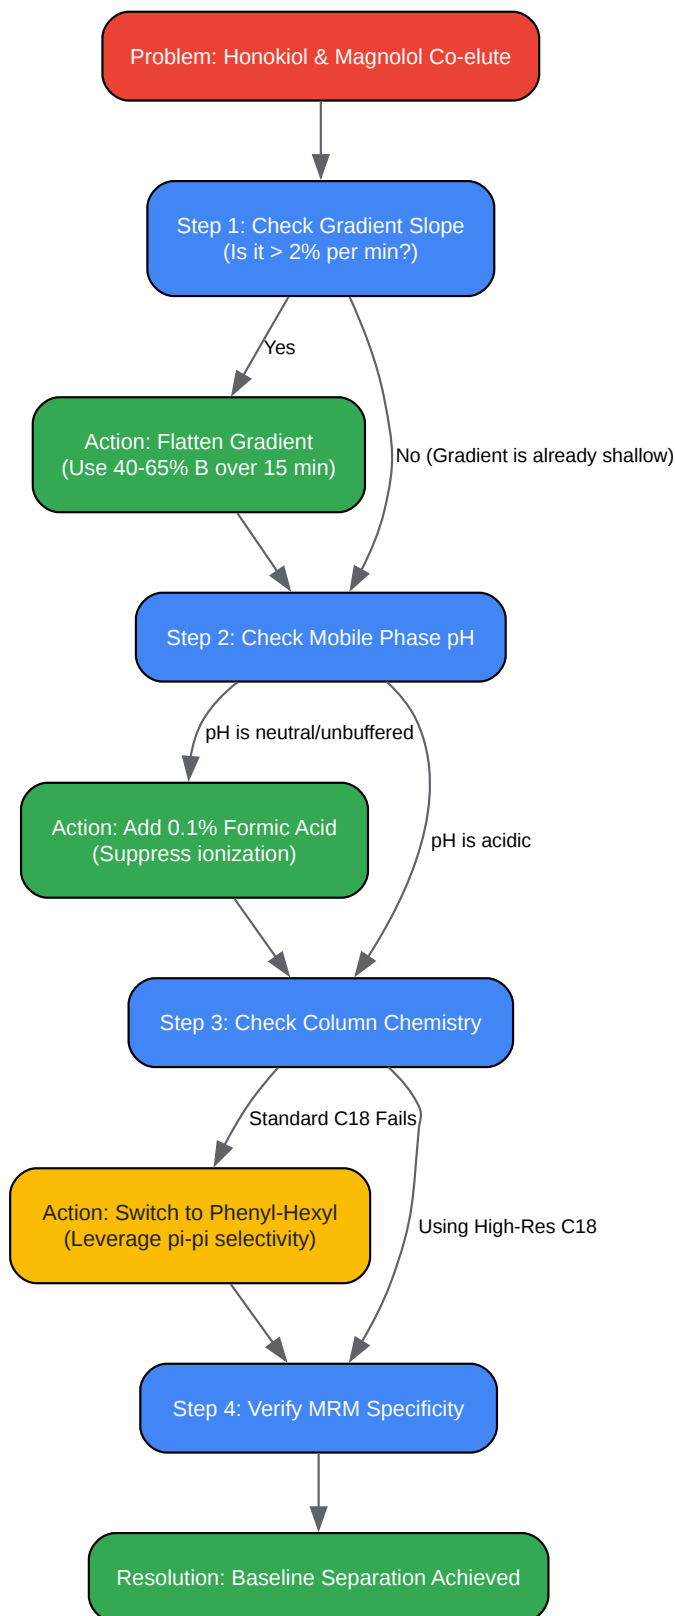 Problem: Honokiol & Magnolol Co-elute
Step 1: Check Gradient Slope
(Is it > 2% per min?)
Yes
Action: Flatten Gradient
(Use 40-65% B over 15 min)
No (Gradient is already shallow)
Step 2: Check Mobile Phase pH
pH is neutral/unbuffered
Action: Add 0.1% Formic Acid
(Suppress ionization)
pH is acidic
Step 3: Check Column Chemistry
Standard C18 Fails
Action: Switch to Phenyl-Hexyl
(Leverage pi-pi selectivity)
Using High-Res C18
Step 4: Verify MRM Specificity
Resolution: Baseline Separation Achieved